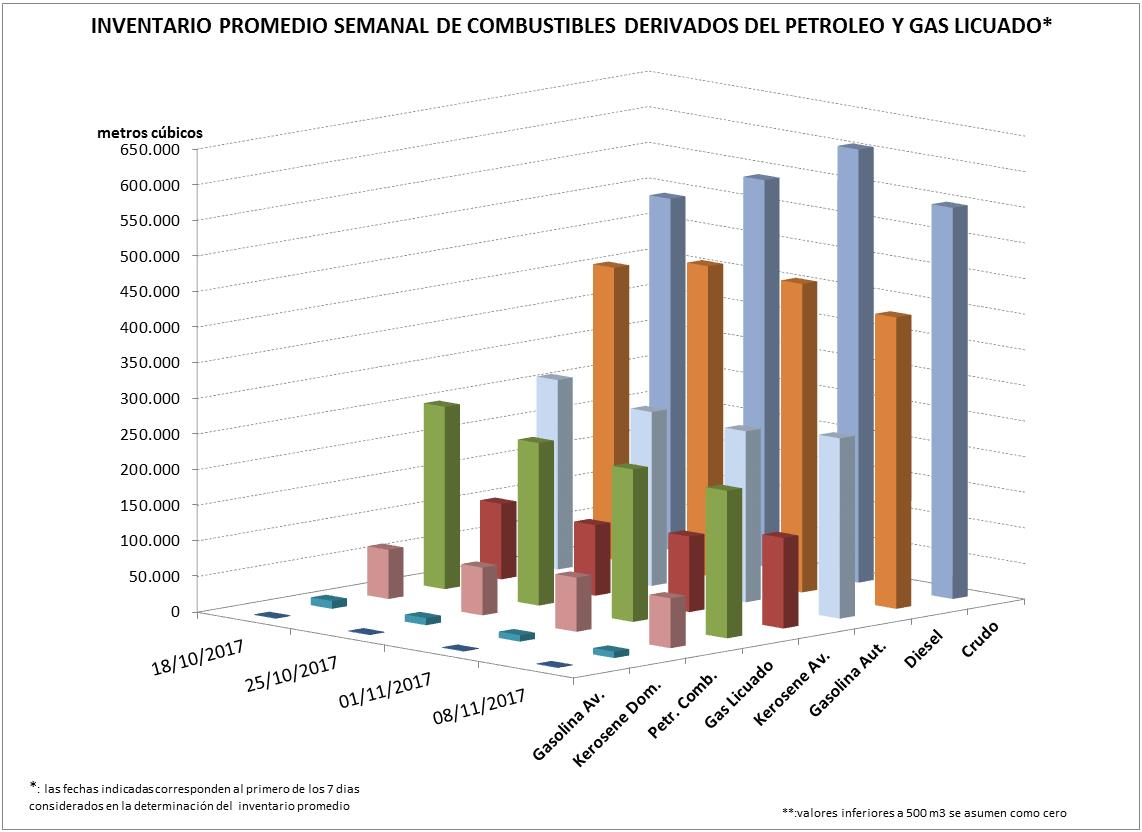 INVENTARIO PROMEDIO SEMANAL DE COMBUSTIBLES DERIVADOS DEL PETROLEO Y GAS LICUADO*
metros cúbicos
650.000
600.000
550.000
500.000
450.000
400.000
350.000
300.000
250.000
200.000
150.000
100.000
50.000
0
18/10/2017
25/10/2017
01/11/2017
08/11/2017
Gasolina Av.
Kerosene Dom.
Petr. Comb.
Gas Licuado
Kerosene Av.
Gasolina Aut.
Diesel
Crudo
*: las fechas indicadas corresponden al primero de los 7 dias
considerados en la determinación del inventario promedio
**:valores inferiores a 500 m3 se asumen como cero